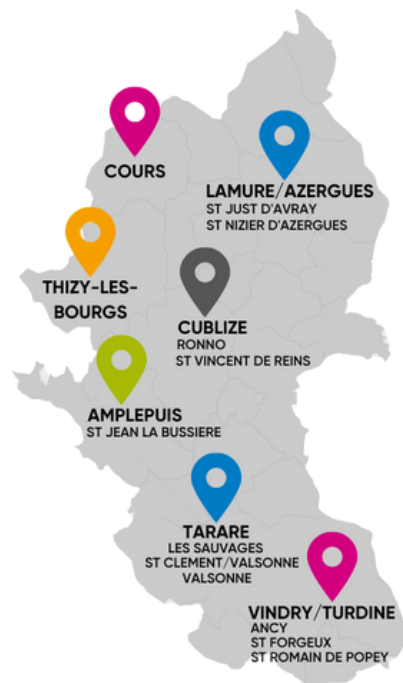 COURS
LAMURE/AZERGUES
ST JUST D'AVRAY
ST NIZIER D'AZERGUES
THIZY-LES-
BOURGS
CUBLIZE
RONNO
ST VINCENT DE REINS
AMPLEPUIS
ST JEAN LA BUSSIERE
TARARE
LES SAUVAGES
ST CLEMENT/VALSONNE
VALSONNE
VINDRY/TURDINE
ANCY
ST FORGEUX
ST ROMAIN DE POPEY